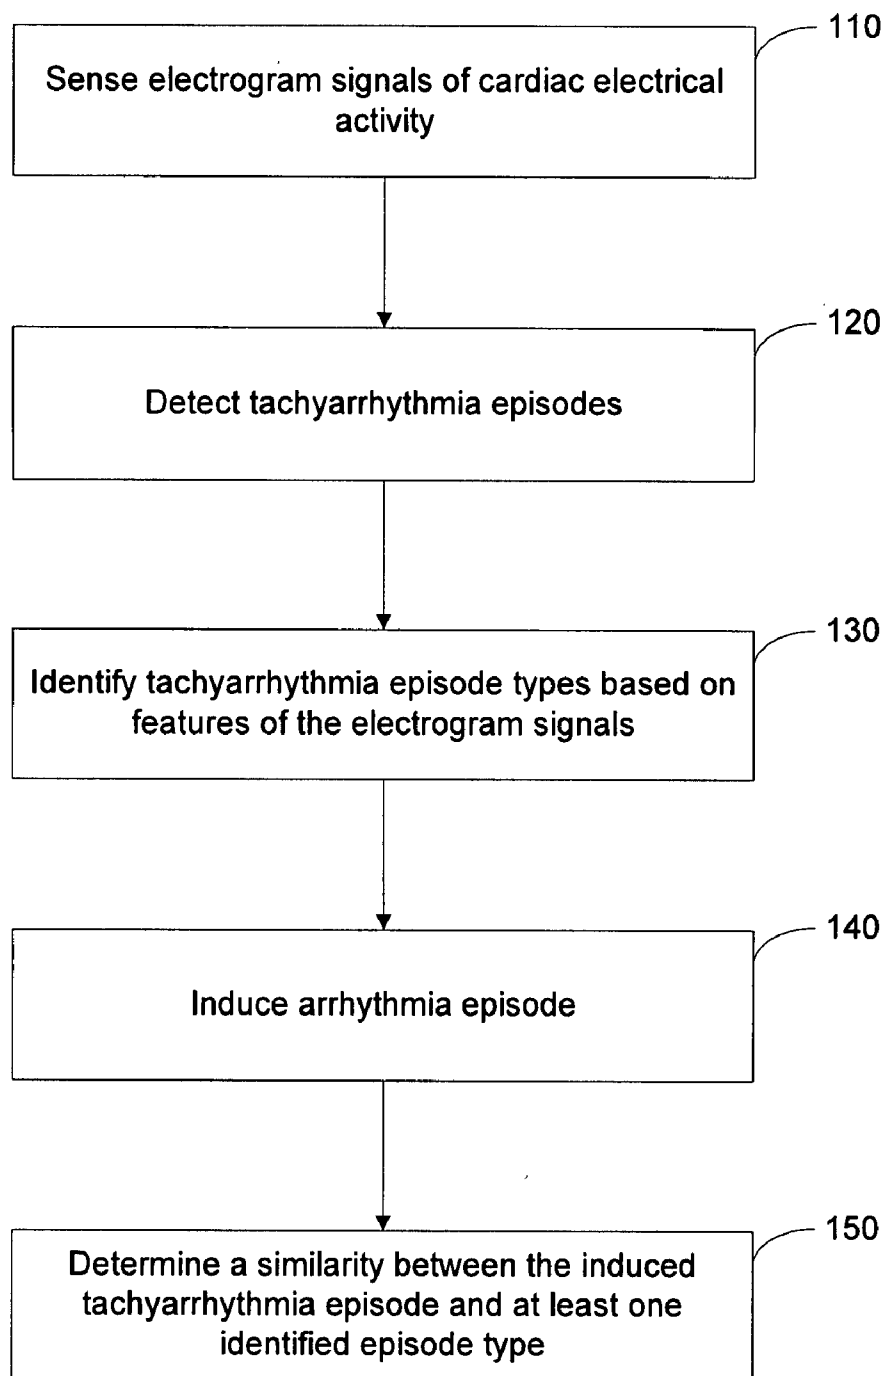 110
Sense electrogram signals of cardiac electrical
activity
120
Detect tachyarrhythmia episodes
130
Identify tachyarrhythmia episode types based on
features of the electrogram signals
140
Induce arrhythmia episode
150
Determine a similarity between the induced
tachyarrhythmia episode and at least one
identified episode type